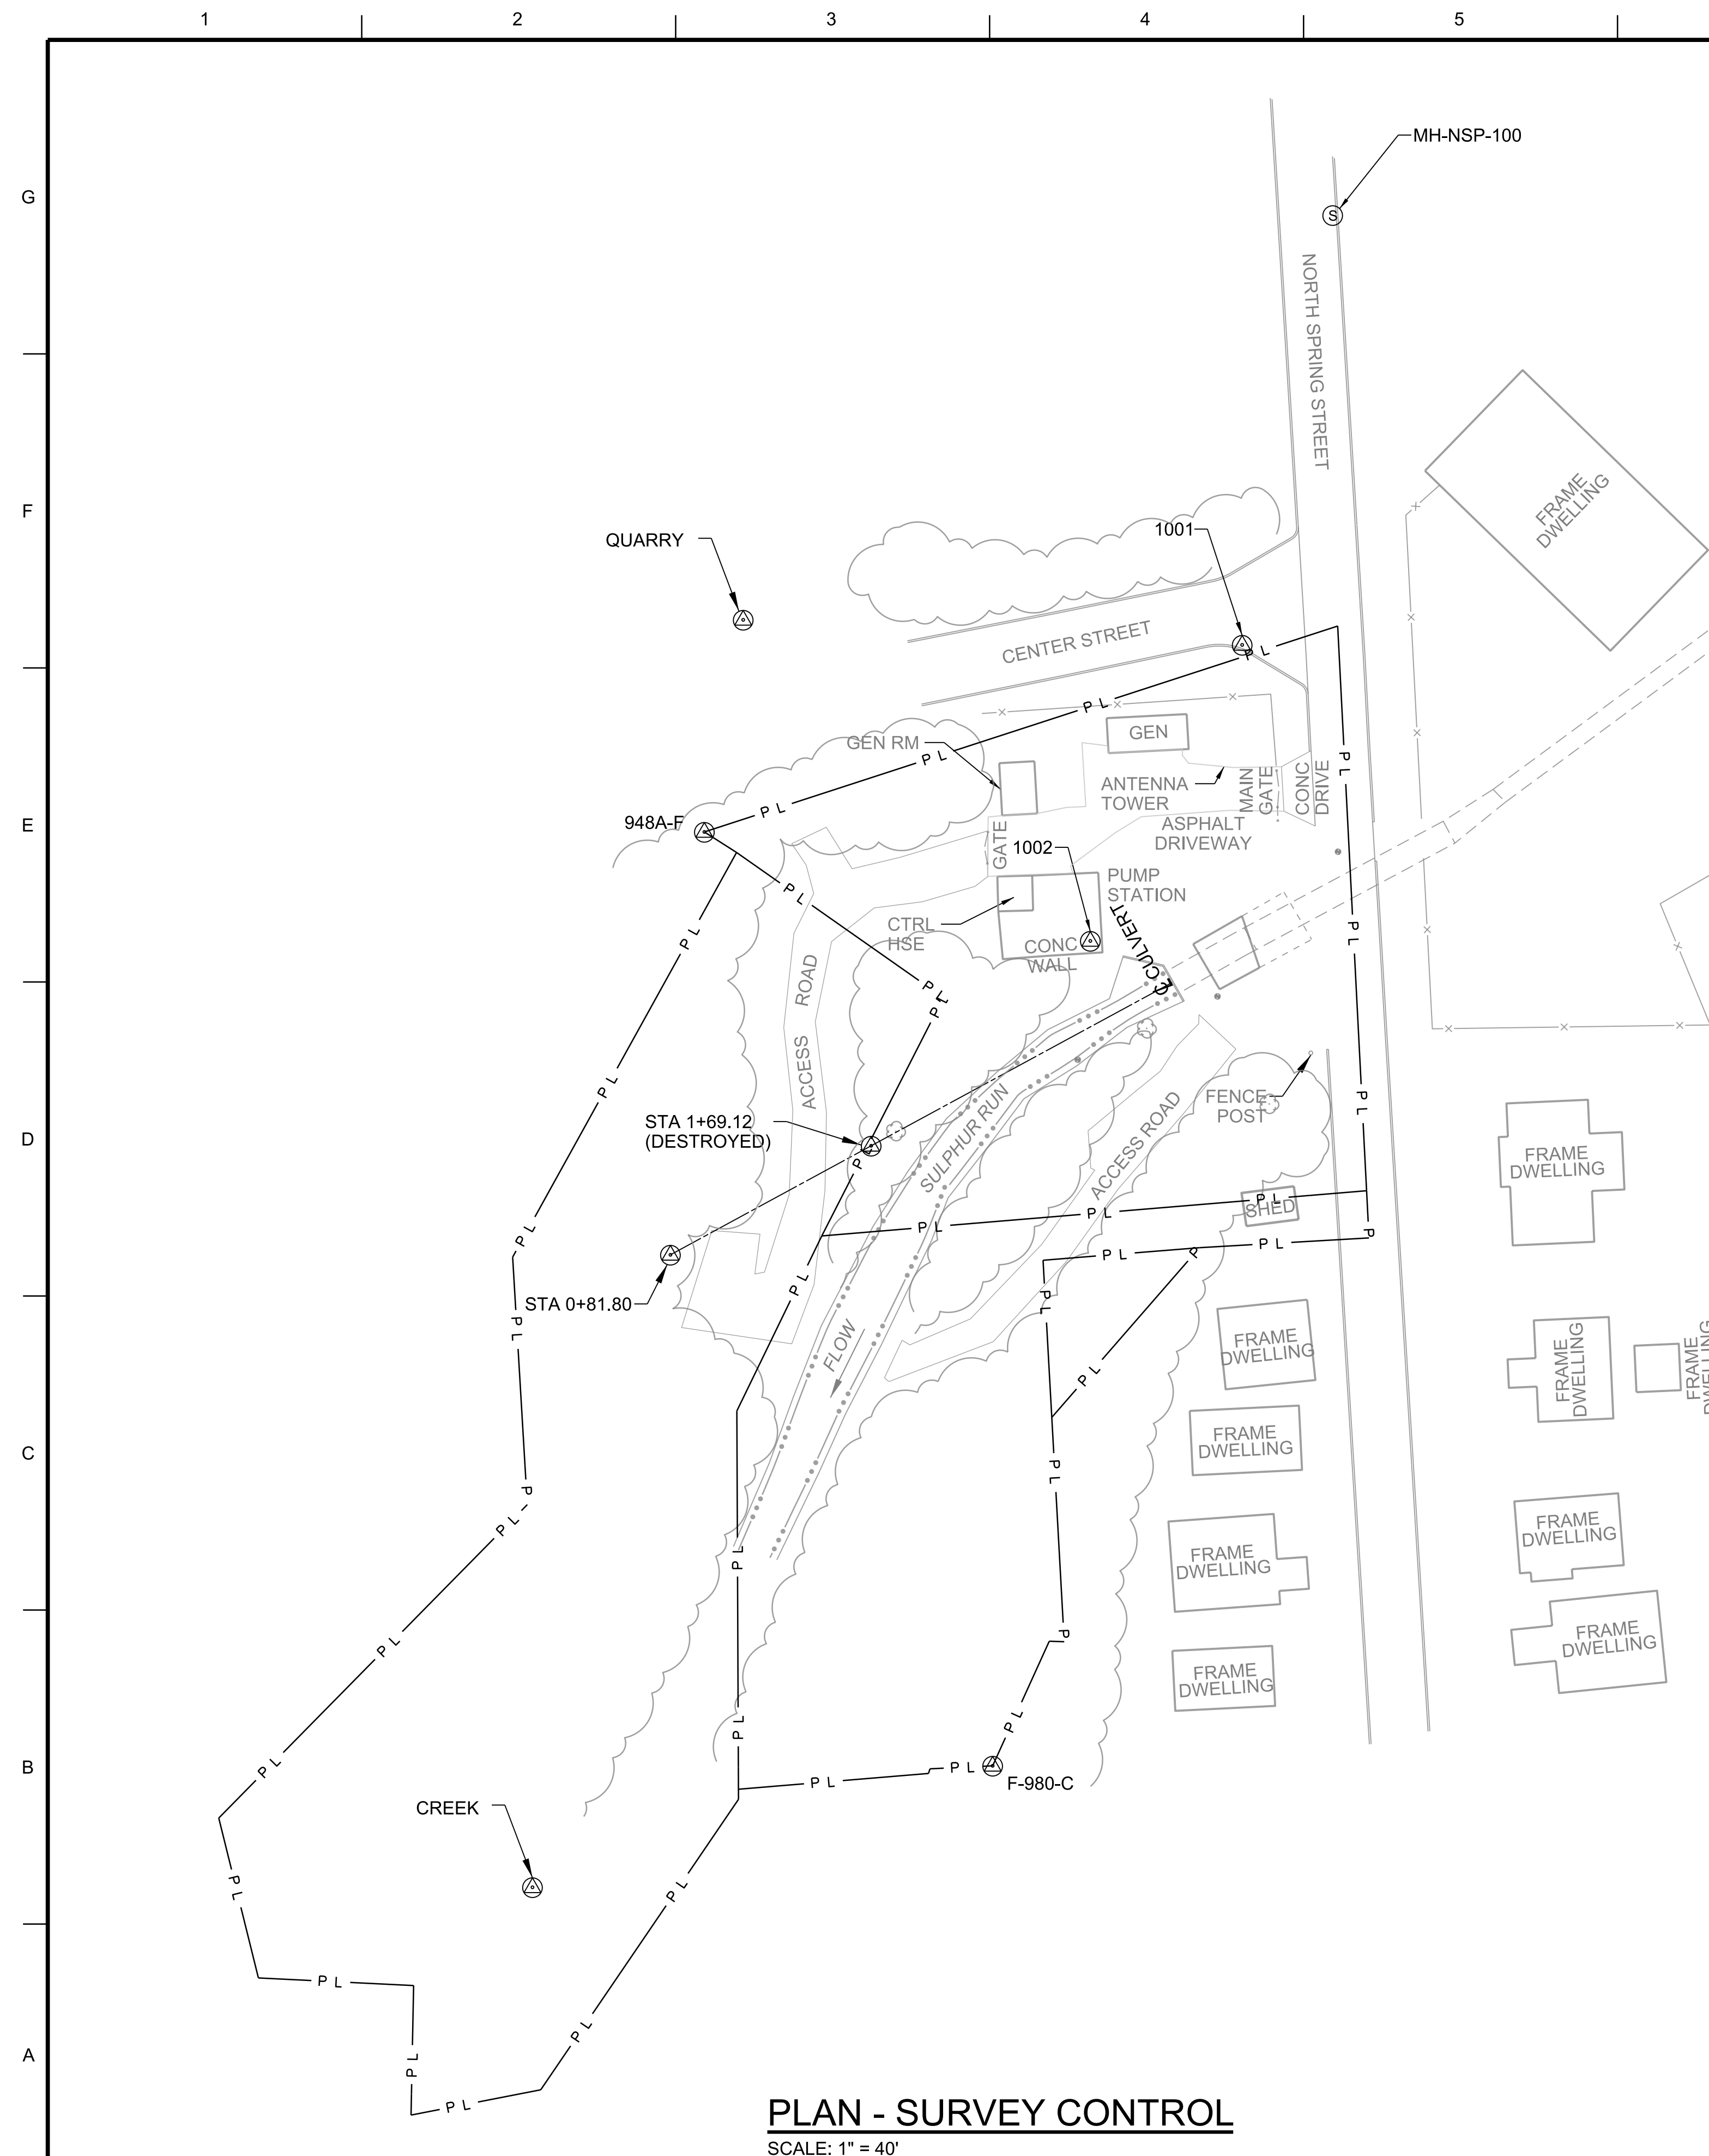 1
2
3
4
5
G
F
E
D
C
B
A
MH-NSP-100
S
NORTH SPRING STREET
FRAME
DWELLING
QUARRY
1001
CENTER STREET
P L
P L
P L
P L
P L
GEN RM
GEN
ANTENNA
TOWER
MAIN
GATE
CONC
DRIVE
948A-F
GATE
1002
ASPHALT
DRIVEWAY
PUMP
STATION
CTRL
HSE
CONC
WALL
CULVERT
P L
P L
P L
P L
P L
ACCESS ROAD
STA 1+69.12
(DESTROYED)
P L
P L
P
SULPHUR RUN
ACCESS ROAD
FENCE
POST
SHED
P L
P L
P L
P L
P L
P
P
P L
STA 0+81.80
P L
P L
P L
P L
P L
FLOW
FRAME
DWELLING
FRAME
DWELLING
FRAME
DWELLING
FRAME
DWELLING
FRAME
DWELLING
FRAME
DWELLING
FRAME
DWELLING
FRAME
DWELLING
FRAME
DWELLING
FRAME
P
P L
P L
P L
P
P L
P L
P L
P L
P L
P L
F-980-C
CREEK
P L
P L
P L
P L
P L
P L
PLAN - SURVEY CONTROL
SCALE: 1" = 40'